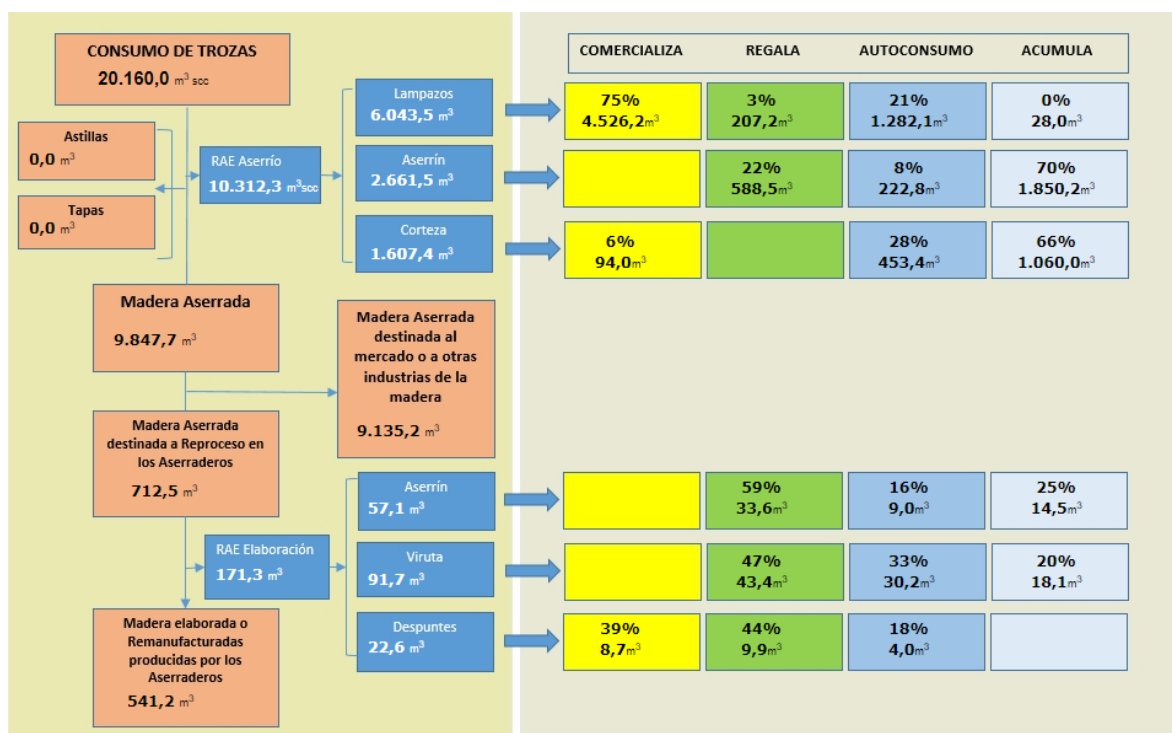 CONSUMO DE TROZAS
20.160,0 m³ scc
Astillas
0,0 m³
Tapas
0,0 m³
RAE Aserrío
10.312,3 m³scc
Lampazos
6.043,5 m³
Aserrín
2.661,5 m³
Corteza
1.607,4 m³
Madera Aserrada
9.847,7 m³
Madera Aserrada
destinada al
mercado o a otras
industrias de la
madera
9.135,2 m³
Madera Aserrada
destinada a Reproceso en
los Aserraderos
712,5 m³
RAE Elaboración
171,3 m³
Aserrín
57,1 m³
Viruta
91,7 m³
Despuntes
22,6 m³
Madera elaborada o
Remanufacturadas
producidas por los
Aserraderos
541,2 m³
COMERCIALIZA REGALA AUTOCONSUMO ACUMULA
75% 3% 21% 0%
4.526,2m³ 207,2m³ 1.282,1m³ 28,0m³
22% 8% 70%
588,5m³ 222,8m³ 1.850,2m³
6% 28% 66%
94,0m³ 453,4m³ 1.060,0m³
59% 16% 25%
33,6m³ 9,0m³ 14,5m³
47% 33% 20%
43,4m³ 30,2m³ 18,1m³
39% 44% 18%
8,7m³ 9,9m³ 4,0m³